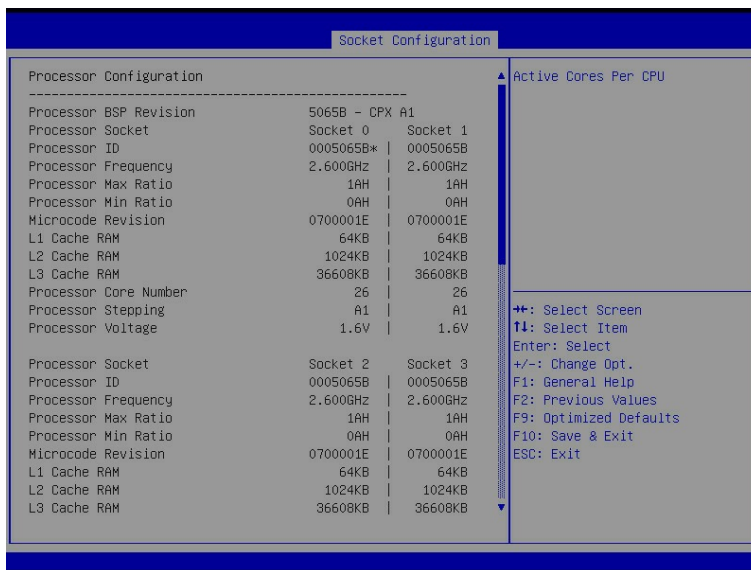 Socket Configuration
Processor Configuration
--------------------------------------------------
Processor BSP Revision 5065B - CPX A1
Processor Socket Socket 0 Socket 1
Processor ID 0005065B* | 0005065B
Processor Frequency 2.600GHz | 2.600GHz
Processor Max Ratio 1AH | 1AH
Processor Min Ratio 0AH | 0AH
Microcode Revision 0700001E | 0700001E
L1 Cache RAM 64KB | 64KB
L2 Cache RAM 1024KB | 1024KB
L3 Cache RAM 36608KB | 36608KB
Processor Core Number 26 | 26
Processor Stepping A1 | A1
Processor Voltage 1.6V | 1.6V
Processor Socket Socket 2 Socket 3
Processor ID 0005065B | 0005065B
Processor Frequency 2.600GHz | 2.600GHz
Processor Max Ratio 1AH | 1AH
Processor Min Ratio 0AH | 0AH
Microcode Revision 0700001E | 0700001E
L1 Cache RAM 64KB | 64KB
L2 Cache RAM 1024KB | 1024KB
L3 Cache RAM 36608KB | 36608KB
Active Cores Per CPU
→←: Select Screen
↑↓: Select Item
Enter: Select
+/-: Change Opt.
F1: General Help
F2: Previous Values
F9: Optimized Defaults
F10: Save & Exit
ESC: Exit